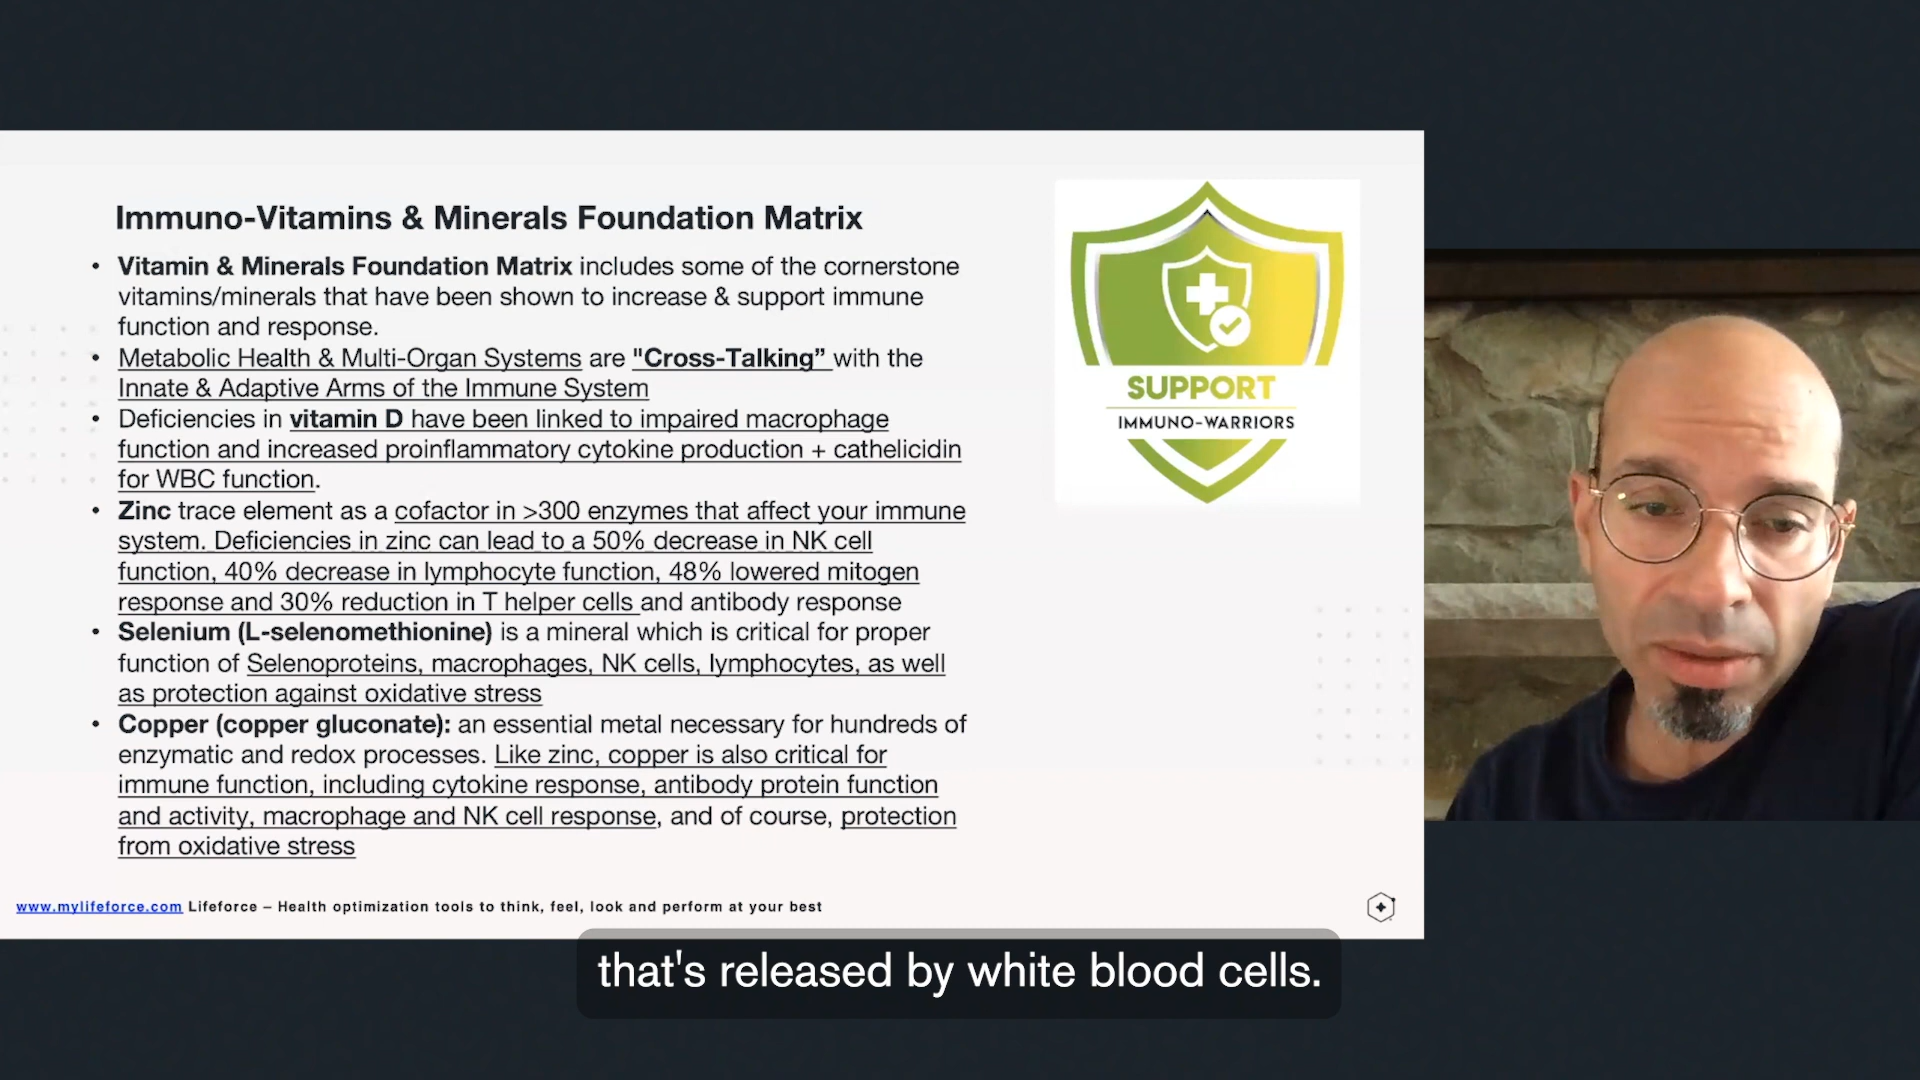 Immuno-Vitamins & Minerals Foundation Matrix
• Vitamin & Minerals Foundation Matrix includes some of the cornerstone
vitamins/minerals that have been shown to increase & support immune
function and response.
• Metabolic Health & Multi-Organ Systems are "Cross-Talking” with the
Innate & Adaptive Arms of the Immune System
• Deficiencies in vitamin D have been linked to impaired macrophage
function and increased proinflammatory cytokine production + cathelicidin
for WBC function.
• Zinc trace element as a cofactor in >300 enzymes that affect your immune
system. Deficiencies in zinc can lead to a 50% decrease in NK cell
function, 40% decrease in lymphocyte function, 48% lowered mitogen
response and 30% reduction in T helper cells and antibody response
• Selenium (L-selenomethionine) is a mineral which is critical for proper
function of Selenoproteins, macrophages, NK cells, lymphocytes, as well
as protection against oxidative stress
• Copper (copper gluconate): an essential metal necessary for hundreds of
enzymatic and redox processes. Like zinc, copper is also critical for
immune function, including cytokine response, antibody protein function
and activity, macrophage and NK cell response, and of course, protection
from oxidative stress
SUPPORT
IMMUNO-WARRIORS
www.mylifeforce.com Lifeforce – Health optimization tools to think, feel, look and perform at your best
that's released by white blood cells.